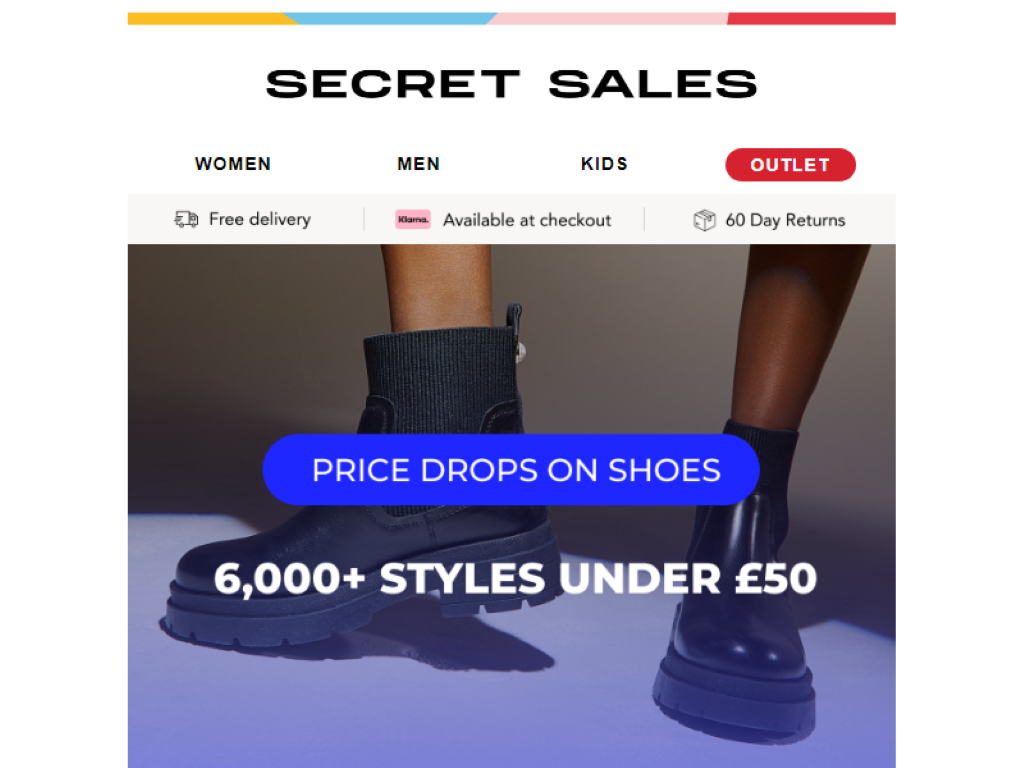 SECRET SALES
WOMEN MEN KIDS OUTLET
Free delivery Klarna. Available at checkout 60 Day Returns
PRICE DROPS ON SHOES
6,000+ STYLES UNDER £50